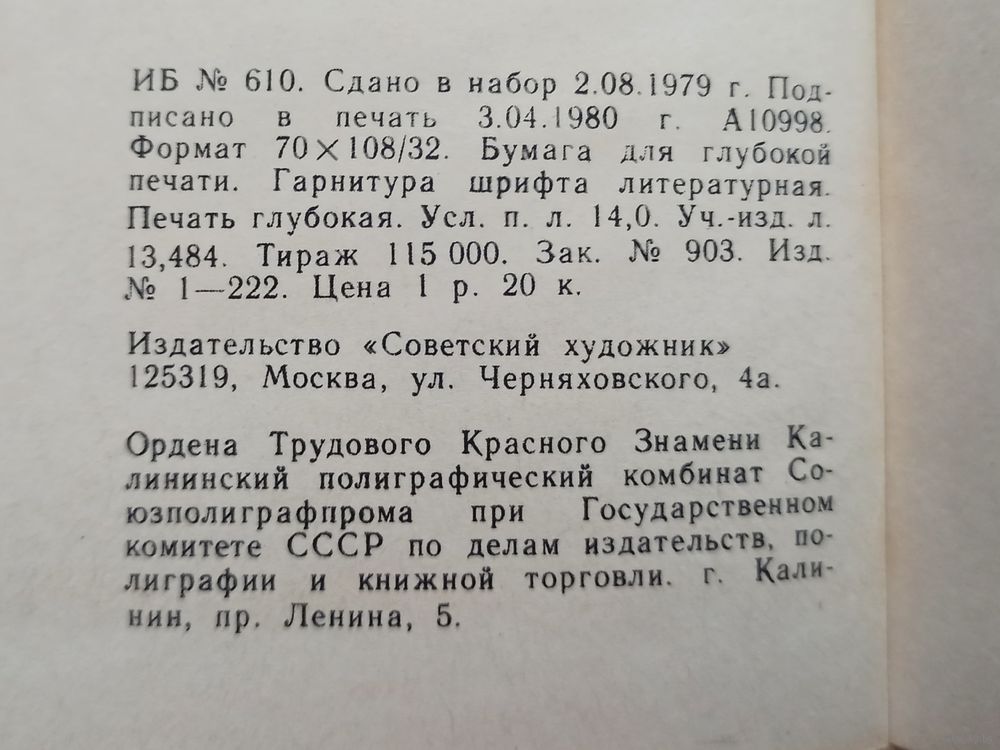 ИБ № 610. Сдано в набор 2.08.1979 г. Под-
писано в печать 3.04.1980 г. А10998.
Формат 70×108/32. Бумага для глубокой
печати. Гарнитура шрифта литературная.
Печать глубокая. Усл. п. л. 14,0. Уч.-изд. л.
13,484. Тираж 115 000. Зак. № 903. Изд.
№ 1—222. Цена 1 р. 20 к.
Издательство «Советский художник»
125319, Москва, ул. Черняховского, 4а.
Ордена Трудового Красного Знамени Ка-
лининский полиграфический комбинат Со-
юзполиграфпрома при Государственном
комитете СССР по делам издательств, по-
лиграфии и книжной торговли. г. Кали-
нин, пр. Ленина, 5.